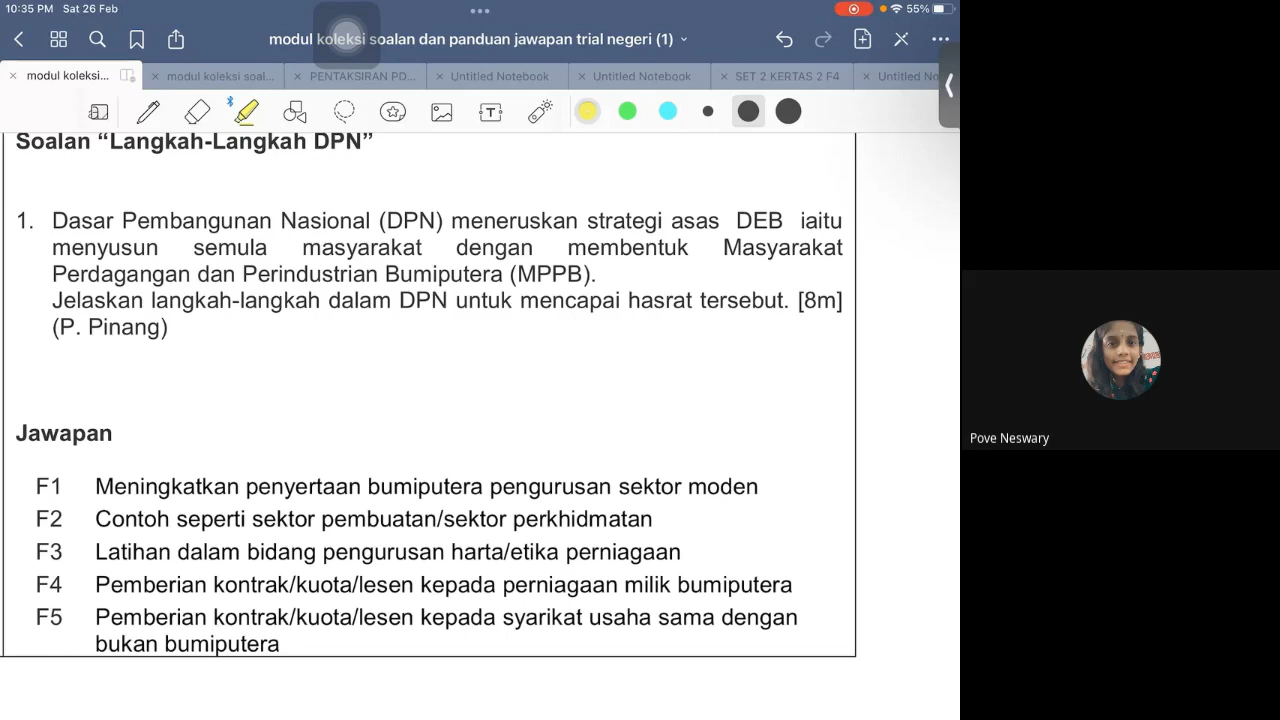 10:35 PM Sat 26 Feb
55%
modul koleksi soalan dan panduan jawapan trial negeri (1)
modul koleksi...
modul koleksi soal...
PENTAKSIRAN PD...
Untitled Notebook
Untitled Notebook
SET 2 KERTAS 2 F4
Untitled No
Soalan “Langkah-Langkah DPN”
1. Dasar Pembangunan Nasional (DPN) meneruskan strategi asas DEB iaitu
menyusun semula masyarakat dengan membentuk Masyarakat
Perdagangan dan Perindustrian Bumiputera (MPPB).
Jelaskan langkah-langkah dalam DPN untuk mencapai hasrat tersebut. [8m]
(P. Pinang)
Jawapan
F1 Meningkatkan penyertaan bumiputera pengurusan sektor moden
F2 Contoh seperti sektor pembuatan/sektor perkhidmatan
F3 Latihan dalam bidang pengurusan harta/etika perniagaan
F4 Pemberian kontrak/kuota/lesen kepada perniagaan milik bumiputera
F5 Pemberian kontrak/kuota/lesen kepada syarikat usaha sama dengan
bukan bumiputera
Pove Neswary